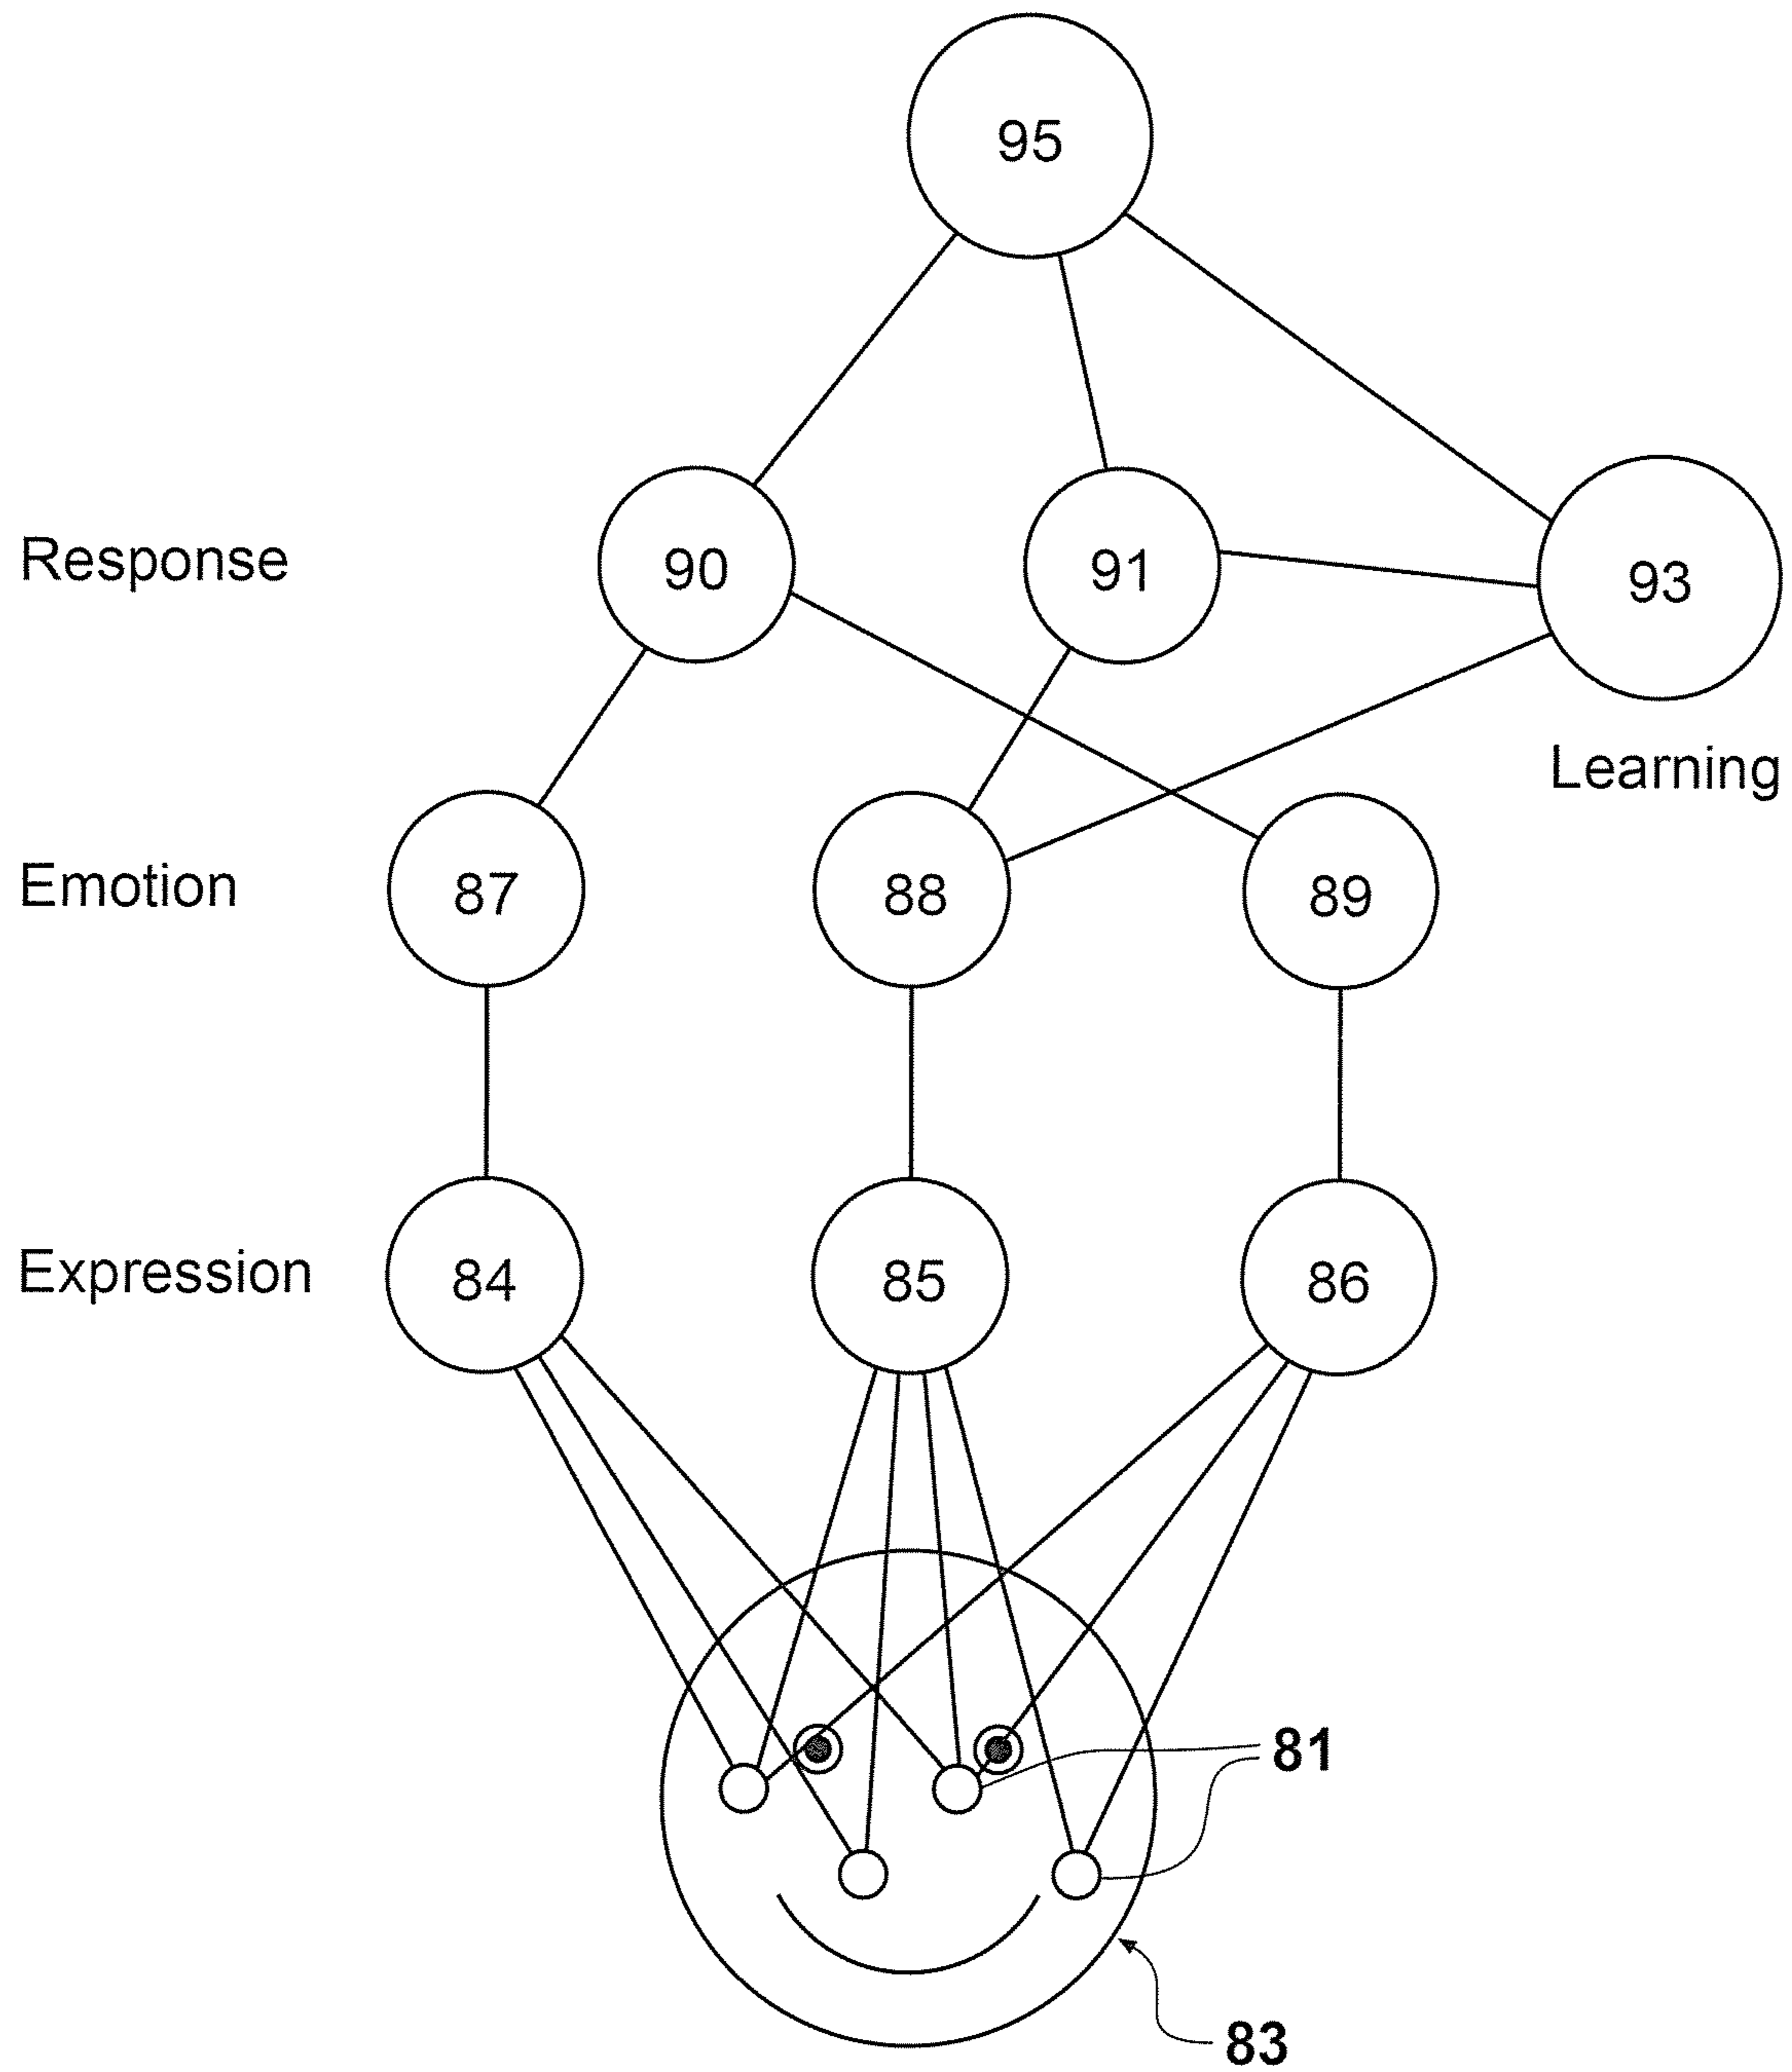 95
Response 90 91 93
Learning
Emotion 87 88 89
Expression 84 85 86
81
83